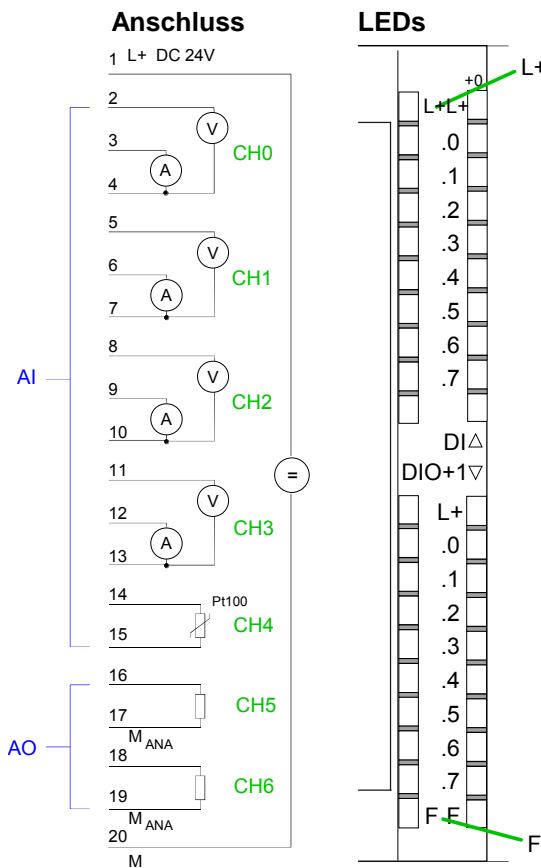 Anschluss
1 L+ DC 24V
2
V
3
CH0
A
4
5
V
6
CH1
A
7
8
V
AI
9
CH2
A
10
11
V
12
CH3
A
13
=
14
Pt100
15
CH4
16
CH5
17
M ANA
AO
18
CH6
19
M ANA
20
M
LEDs
L+
+0
L+L+
.0
.1
.2
.3
.4
.5
.6
.7
DI△
DIO+1▽
L+
.0
.1
.2
.3
.4
.5
.6
.7
F F
F